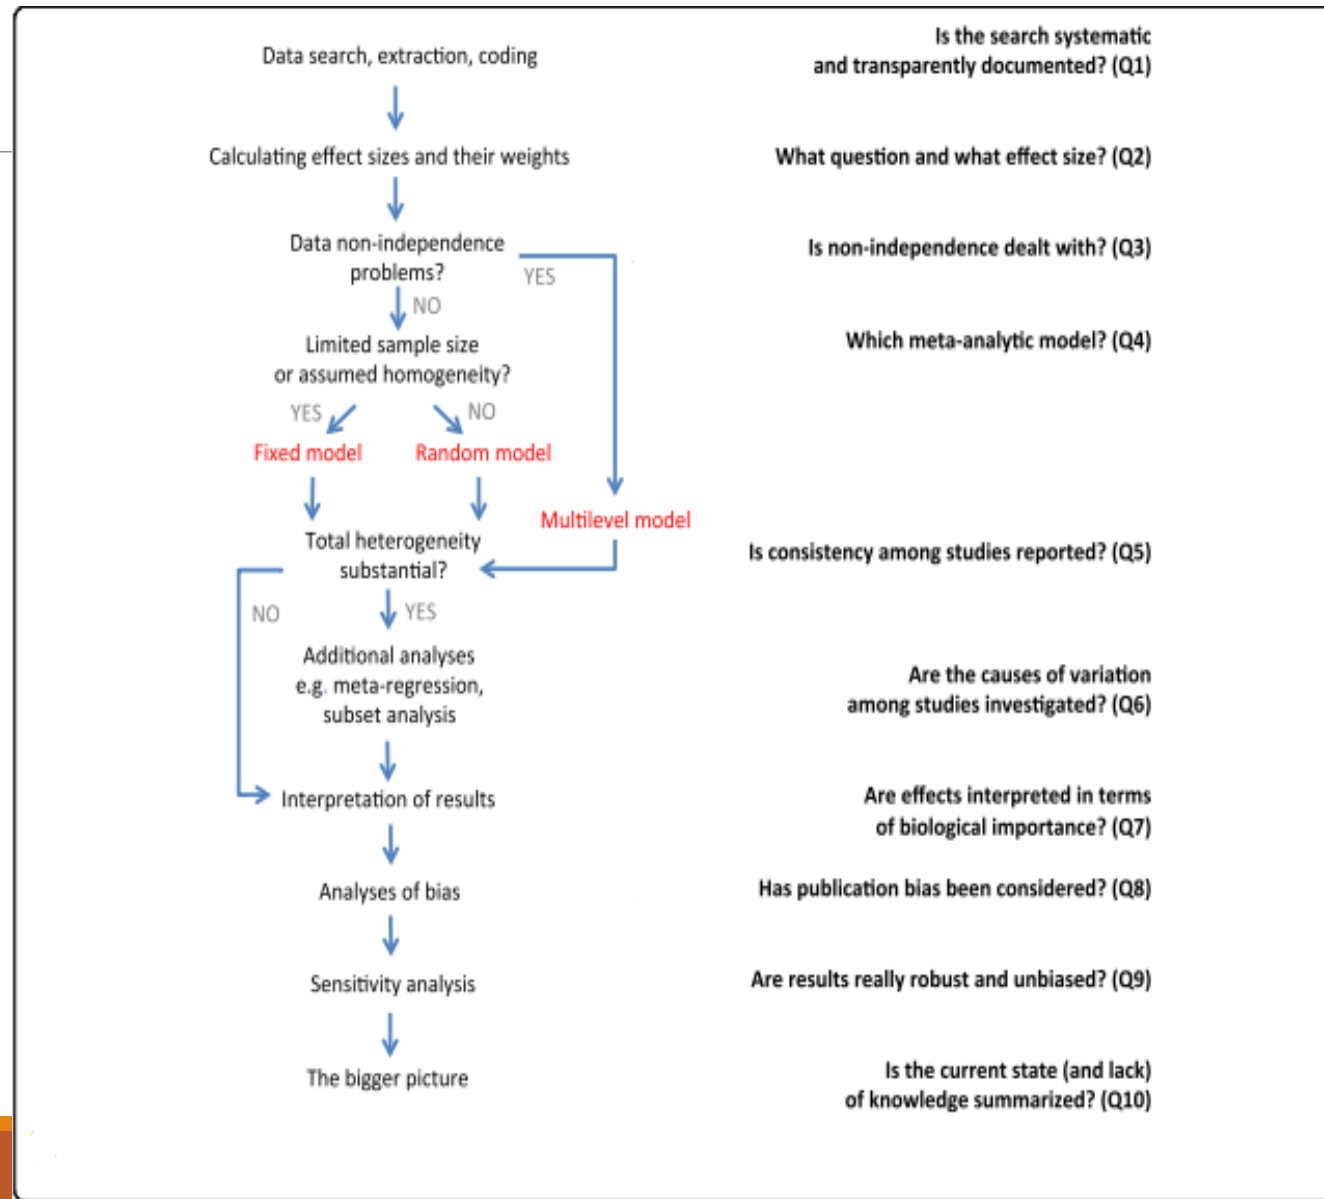 Data search, extraction, coding
Is the search systematic
and transparently documented? (Q1)
Calculating effect sizes and their weights
What question and what effect size? (Q2)
Data non-independence
problems?
YES
NO
Is non-independence dealt with? (Q3)
Limited sample size
or assumed homogeneity?
YES
NO
Which meta-analytic model? (Q4)
Fixed model
Random model
Multilevel model
Total heterogeneity
substantial?
NO
YES
Is consistency among studies reported? (Q5)
Additional analyses
e.g. meta-regression,
subset analysis
Are the causes of variation
among studies investigated? (Q6)
Interpretation of results
Are effects interpreted in terms
of biological importance? (Q7)
Analyses of bias
Has publication bias been considered? (Q8)
Sensitivity analysis
Are results really robust and unbiased? (Q9)
The bigger picture
Is the current state (and lack)
of knowledge summarized? (Q10)